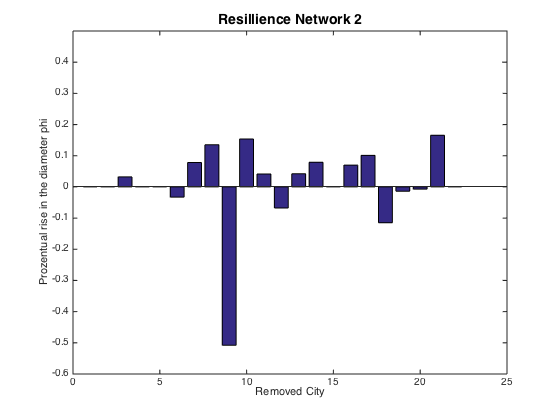 Resillience Network 2
Prozentual rise in the diameter phi
0.4
0.3
0.2
0.1
0
-0.1
-0.2
-0.3
-0.4
-0.5
-0.6
0 5 10 15 20 25
Removed City